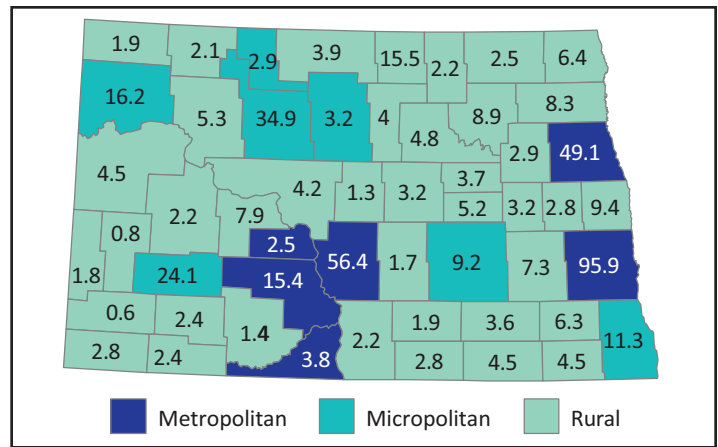 1.9 2.1 2.9 3.9 15.5 2.2 2.5 6.4
16.2 5.3 34.9 3.2 4 4.8 8.9 8.3
4.5 4.2 1.3 3.2 3.7 2.9 49.1
2.2 7.9 5.2 3.2 2.8 9.4
0.8 2.5
1.8 24.1 15.4 56.4 1.7 9.2 7.3 95.9
0.6 2.4 1.4 2.2 1.9 3.6 6.3 11.3
2.8 2.4 3.8 2.8 4.5 4.5
Metropolitan Micropolitan Rural